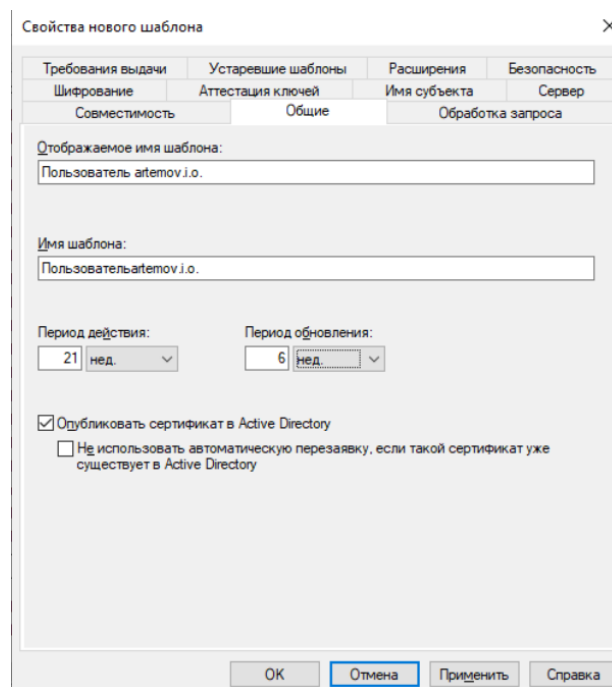 Свойства нового шаблона
Требования выдачи Устаревшие шаблоны Расширения Безопасность
Шифрование Аттестация ключей Имя субъекта Сервер
Совместимость Общие Обработка запроса
Отображаемое имя шаблона:
Пользователь artemov.i.o.
Имя шаблона:
Пользовательartemov.i.o.
Период действия: Период обновления:
21 нед. 6 нед.
Опубликовать сертификат в Active Directory
Не использовать автоматическую перезаявку, если такой сертификат уже
существует в Active Directory
ОК Отмена Применить Справка